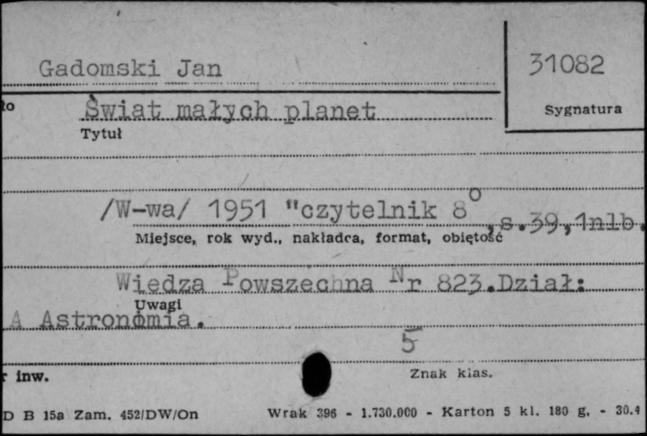 Gadomski Jan
31082
Sygnatura
ło Świat małych planet
Tytuł
/W-wa/ 1951 "czytelnik 8° ,s.39,1nlb.
Miejsce, rok wyd., nakładca, format, objętość
Wiedza Powszechna Nr 823.Dział:
Uwagi
A Astronomia.
5
r inw.
Znak klas.
D B 15a Zam. 452/DW/On Wrak 396 - 1.730.000 - Karton 5 kl. 180 g. - 30.4